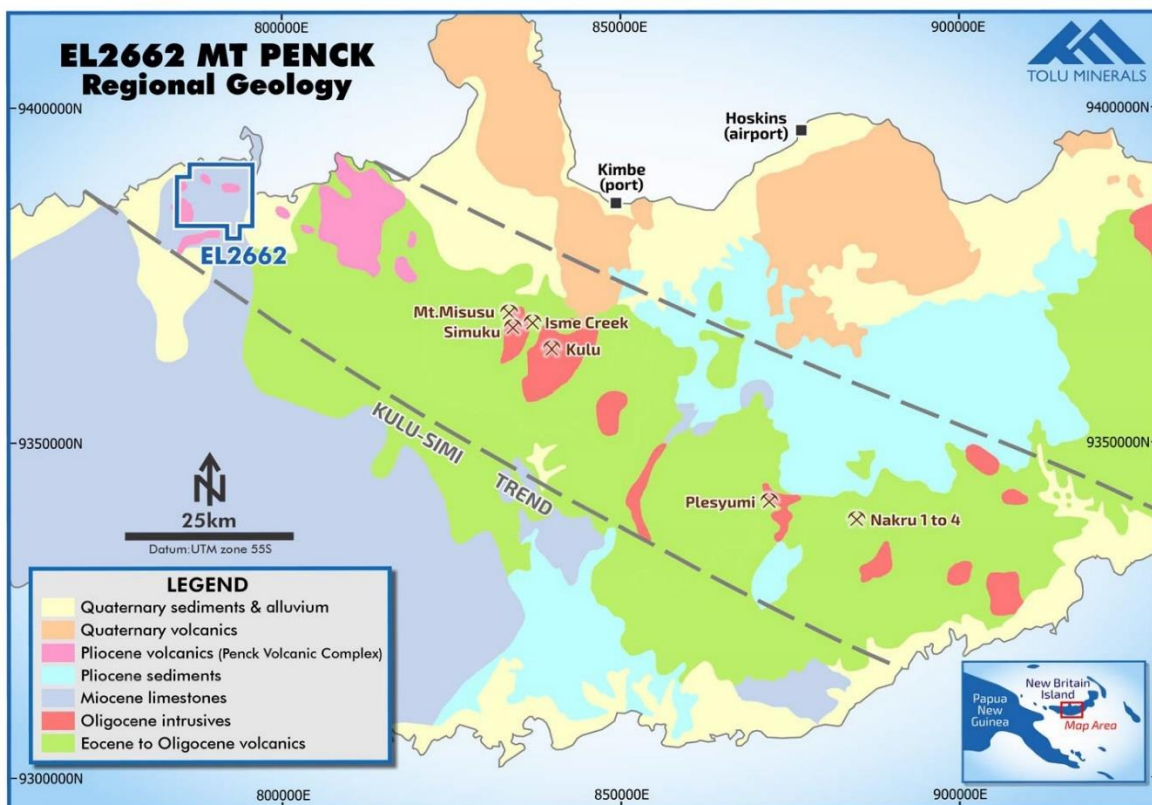 800000E
850000E
900000E
EL2662 MT PENCK
Regional Geology
TOLU MINERALS
9400000N
9400000N
Hoskins
(airport)
Kimbe
(port)
EL2662
Mt.Misusu
Isme Creek
Simuku
Kulu
KULU-SIMI
TREND
9350000N
9350000N
N
25km
Datum:UTM zone 55S
Plesyumi
Nakru 1 to 4
LEGEND
Quaternary sediments & alluvium
Quaternary volcanics
Pliocene volcanics (Penck Volcanic Complex)
Pliocene sediments
Miocene limestones
Oligocene intrusives
Eocene to Oligocene volcanics
New Britain
Island
Papua
New
Guinea
Map Area
9300000N
800000E
850000E
900000E